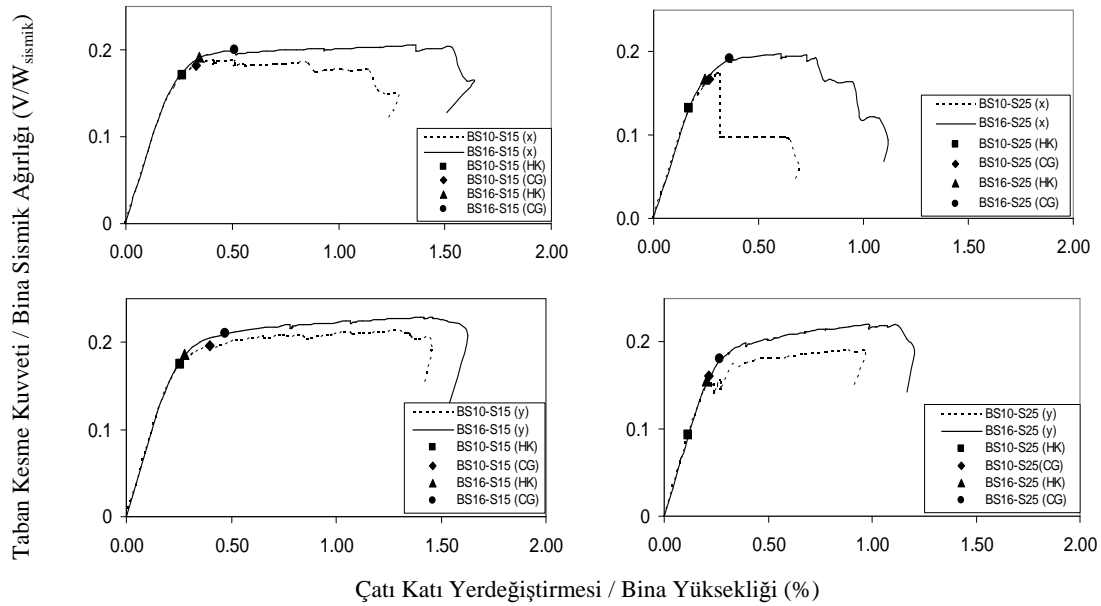 Taban Kesme Kuvveti / Bina Sismik Ağırlığı (V/W_sismik)
0.2
0.1
0
0.00 0.50 1.00 1.50 2.00
BS10-S15 (x)
BS16-S15 (x)
BS10-S15 (HK)
BS10-S15 (CG)
BS16-S15 (HK)
BS16-S15 (CG)
0.2
0.1
0.0
0.00 0.50 1.00 1.50 2.00
BS10-S25 (x)
BS16-S25 (x)
BS10-S25 (HK)
BS10-S25 (CG)
BS16-S25 (HK)
BS16-S25 (CG)
0.2
0.1
0
0.00 0.50 1.00 1.50 2.00
BS10-S15 (y)
BS16-S15 (y)
BS10-S15 (HK)
BS10-S15 (CG)
BS16-S15 (HK)
BS16-S15 (CG)
0.2
0.1
0
0.00 0.50 1.00 1.50 2.00
BS10-S25 (y)
BS16-S25 (y)
BS10-S25 (HK)
BS10-S25(CG)
BS16-S25 (HK)
BS16-S25 (CG)
Çatı Katı Yerdeğiştirmesi / Bina Yüksekliği (%)